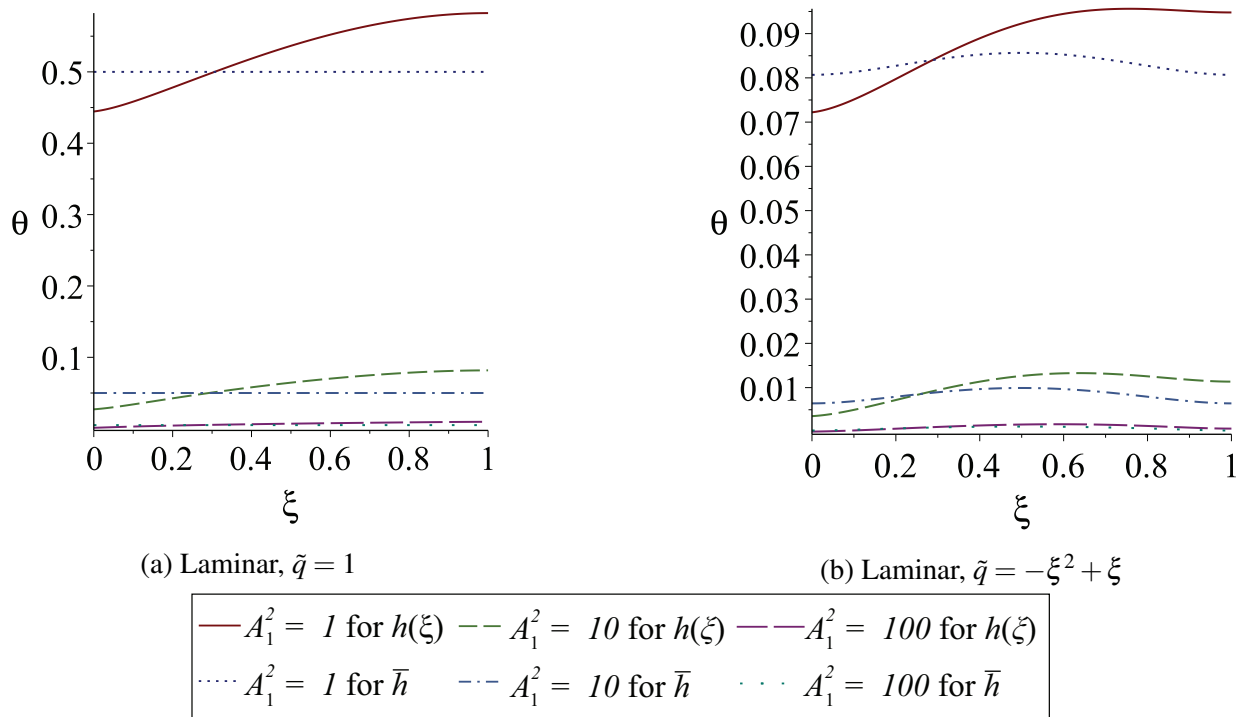 0.5
0.4
0.3
0.2
0.1
θ
0 0.2 0.4 0.6 0.8 1
ξ
(a) Laminar, q̃ = 1
0.09
0.08
0.07
0.06
0.05
0.04
0.03
0.02
0.01
θ
0 0.2 0.4 0.6 0.8 1
ξ
(b) Laminar, q̃ = −ξ² + ξ
A₁² = 1 for h(ξ) A₁² = 10 for h(ξ) A₁² = 100 for h(ξ)
A₁² = 1 for h̅ A₁² = 10 for h̅ A₁² = 100 for h̅